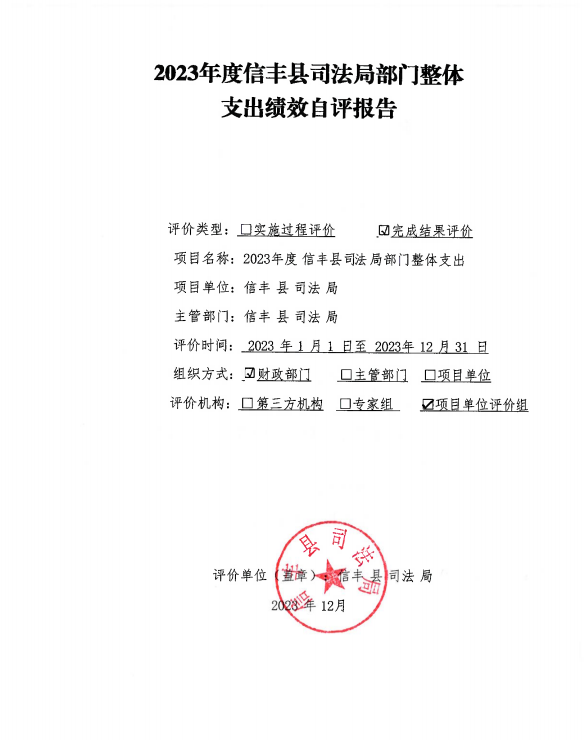 2023年度信丰县司法局部门整体
支出绩效自评报告
评价类型：□实施过程评价 ☑完成结果评价
项目名称：2023年度 信丰县司法局部门整体支出
项目单位：信丰 县 司法 局
主管部门：信丰 县 司法 局
评价时间： 2023 年 1 月 1 日至 2023年 12 月 31 日
组织方式：☑财政部门 □主管部门 □项目单位
评价机构：□第三方机构 □专家组 ☑项目单位评价组
信丰县司法局
评价单位（盖章）：信丰 县 司法 局
2023 年 12月